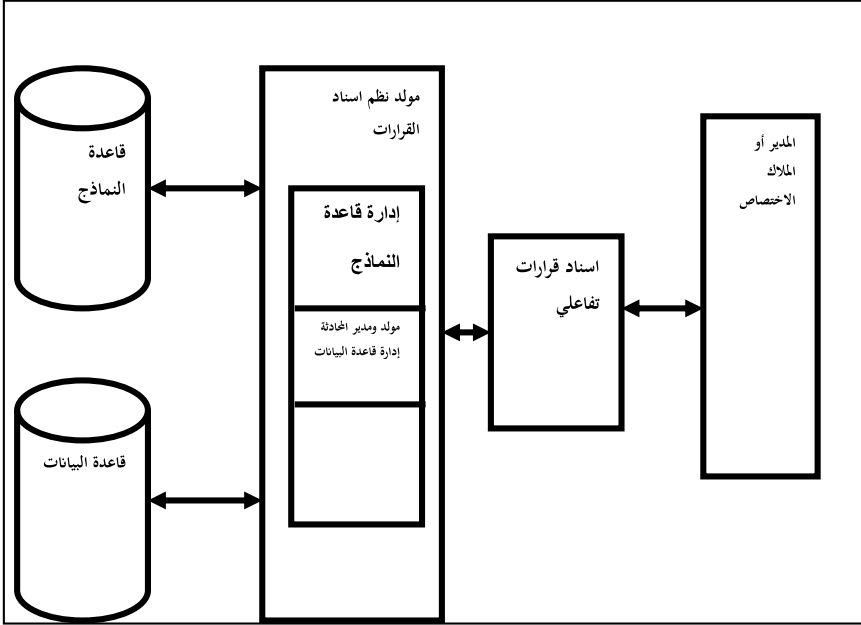 المدير أو
الملاك
الاختصاص
اسناد قرارات
تفاعلي
مولد نظم اسناد
القرارات
إدارة قاعدة
النماذج
مولد ومدير المحادثة
إدارة قاعدة البيانات
قاعدة
النماذج
قاعدة البيانات